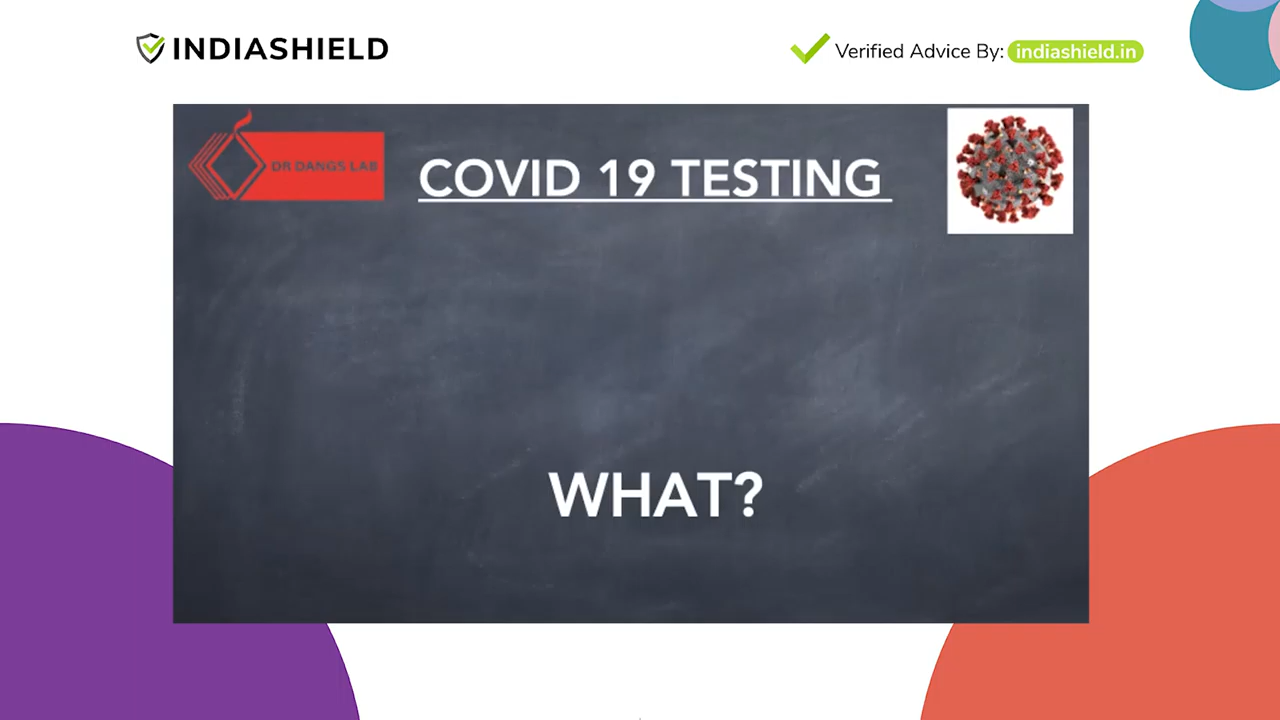 INDIASHIELD
Verified Advice By: indiashield.in
DR DANGS LAB
COVID 19 TESTING
WHAT?